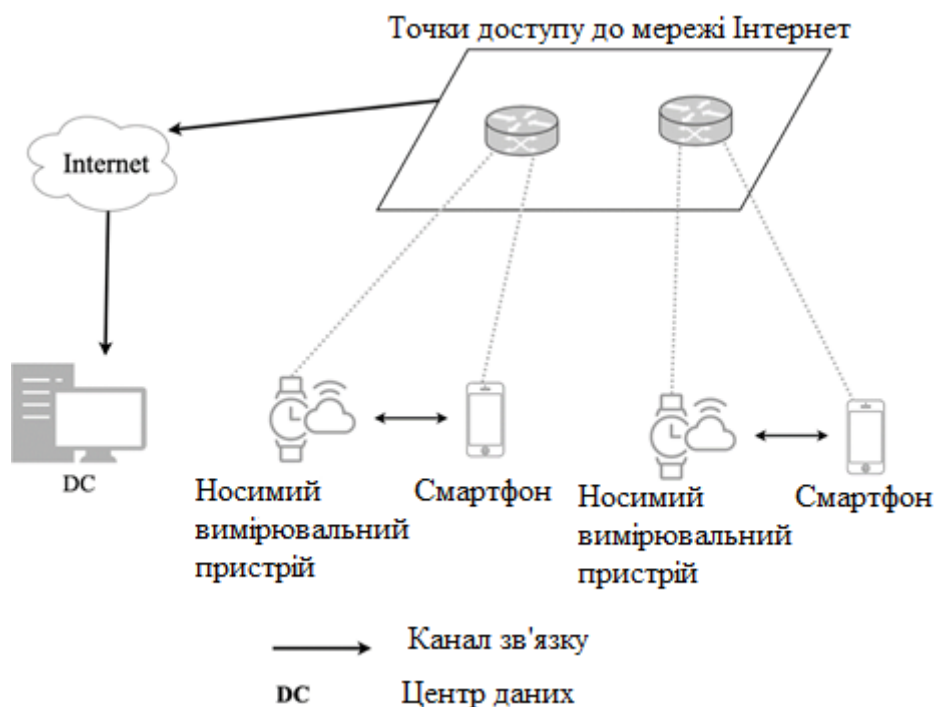 Точки доступу до мережі Інтернет
Internet
DC
Носимий
вимірювальний
пристрій
Смартфон
Носимий
вимірювальний
пристрій
Смартфон
Канал зв'язку
DC Центр даних